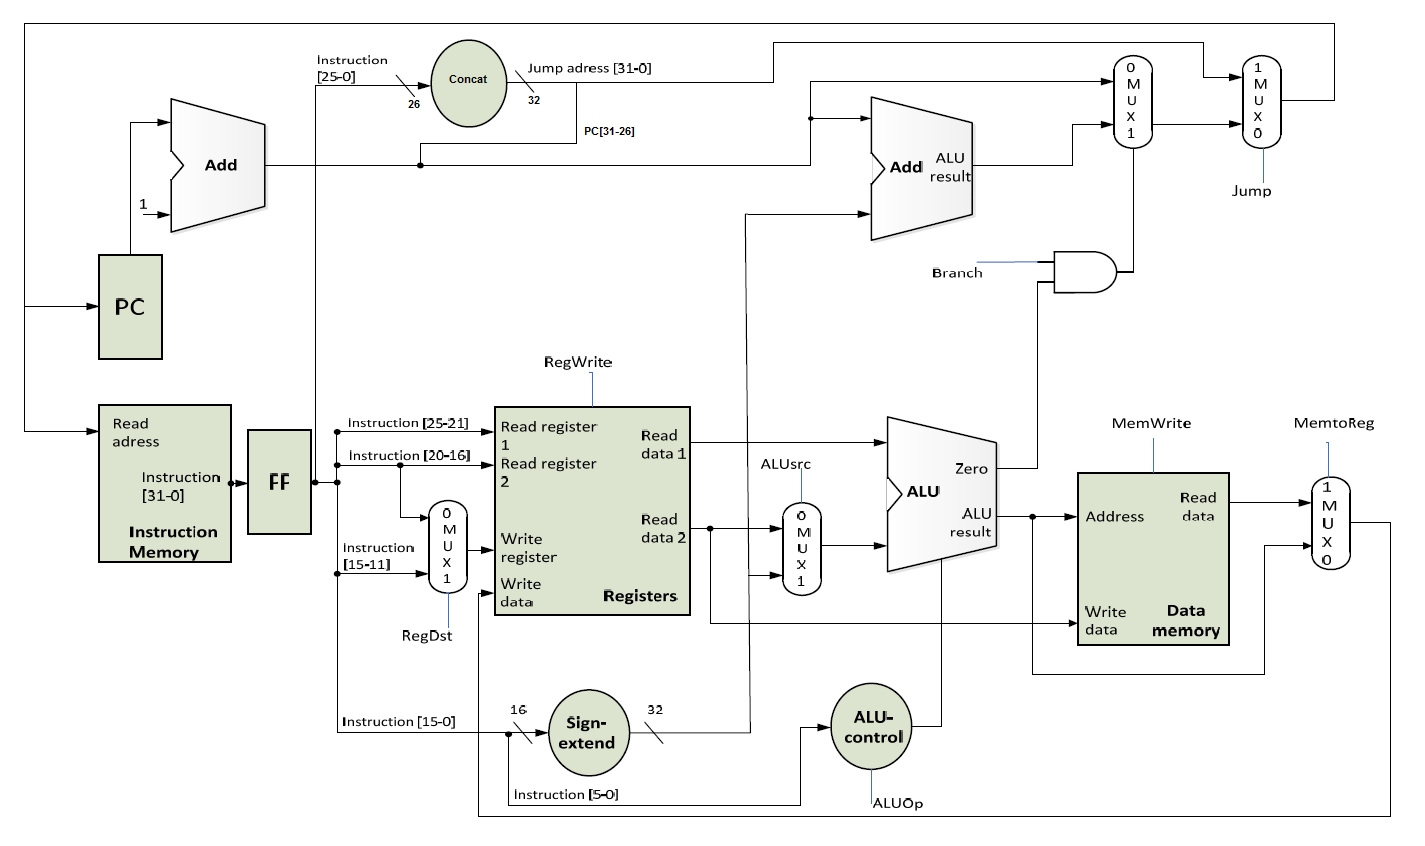 Instruction
[25-0]
26
Concat
32
Jump adress [31-0]
PC[31-26]
Add
1
PC
Add
ALU
result
0
M
U
X
1
1
M
U
X
0
Jump
Branch
RegWrite
Read
adress
Instruction
[31-0]
Instruction
Memory
FF
Instruction [25-21]
Instruction [20-16]
Instruction
[15-11]
0
M
U
X
1
RegDst
Read register
1
Read register
2
Write
register
Write
data
Read
data 1
Read
data 2
Registers
ALUsrc
0
M
U
X
1
Zero
ALU
ALU
result
MemWrite
Address
Read
data
Write
data
Data
memory
MemtoReg
1
M
U
X
0
Instruction [15-0]
16
Sign-
extend
32
Instruction [5-0]
ALU-
control
ALUOp